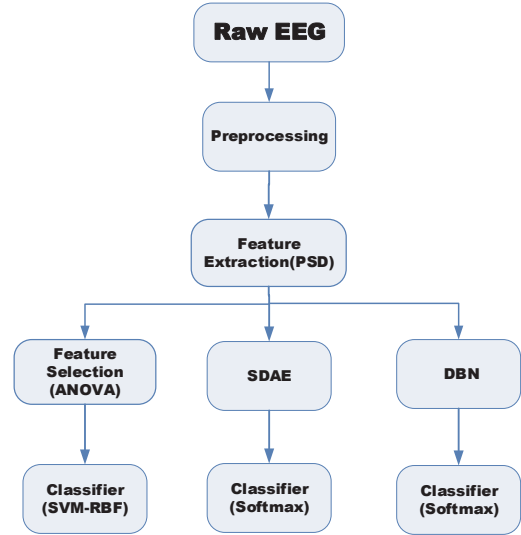 Raw EEG
Preprocessing
Feature
Extraction(PSD)
Feature
Selection
(ANOVA)
SDAE
DBN
Classifier
(SVM-RBF)
Classifier
(Softmax)
Classifier
(Softmax)